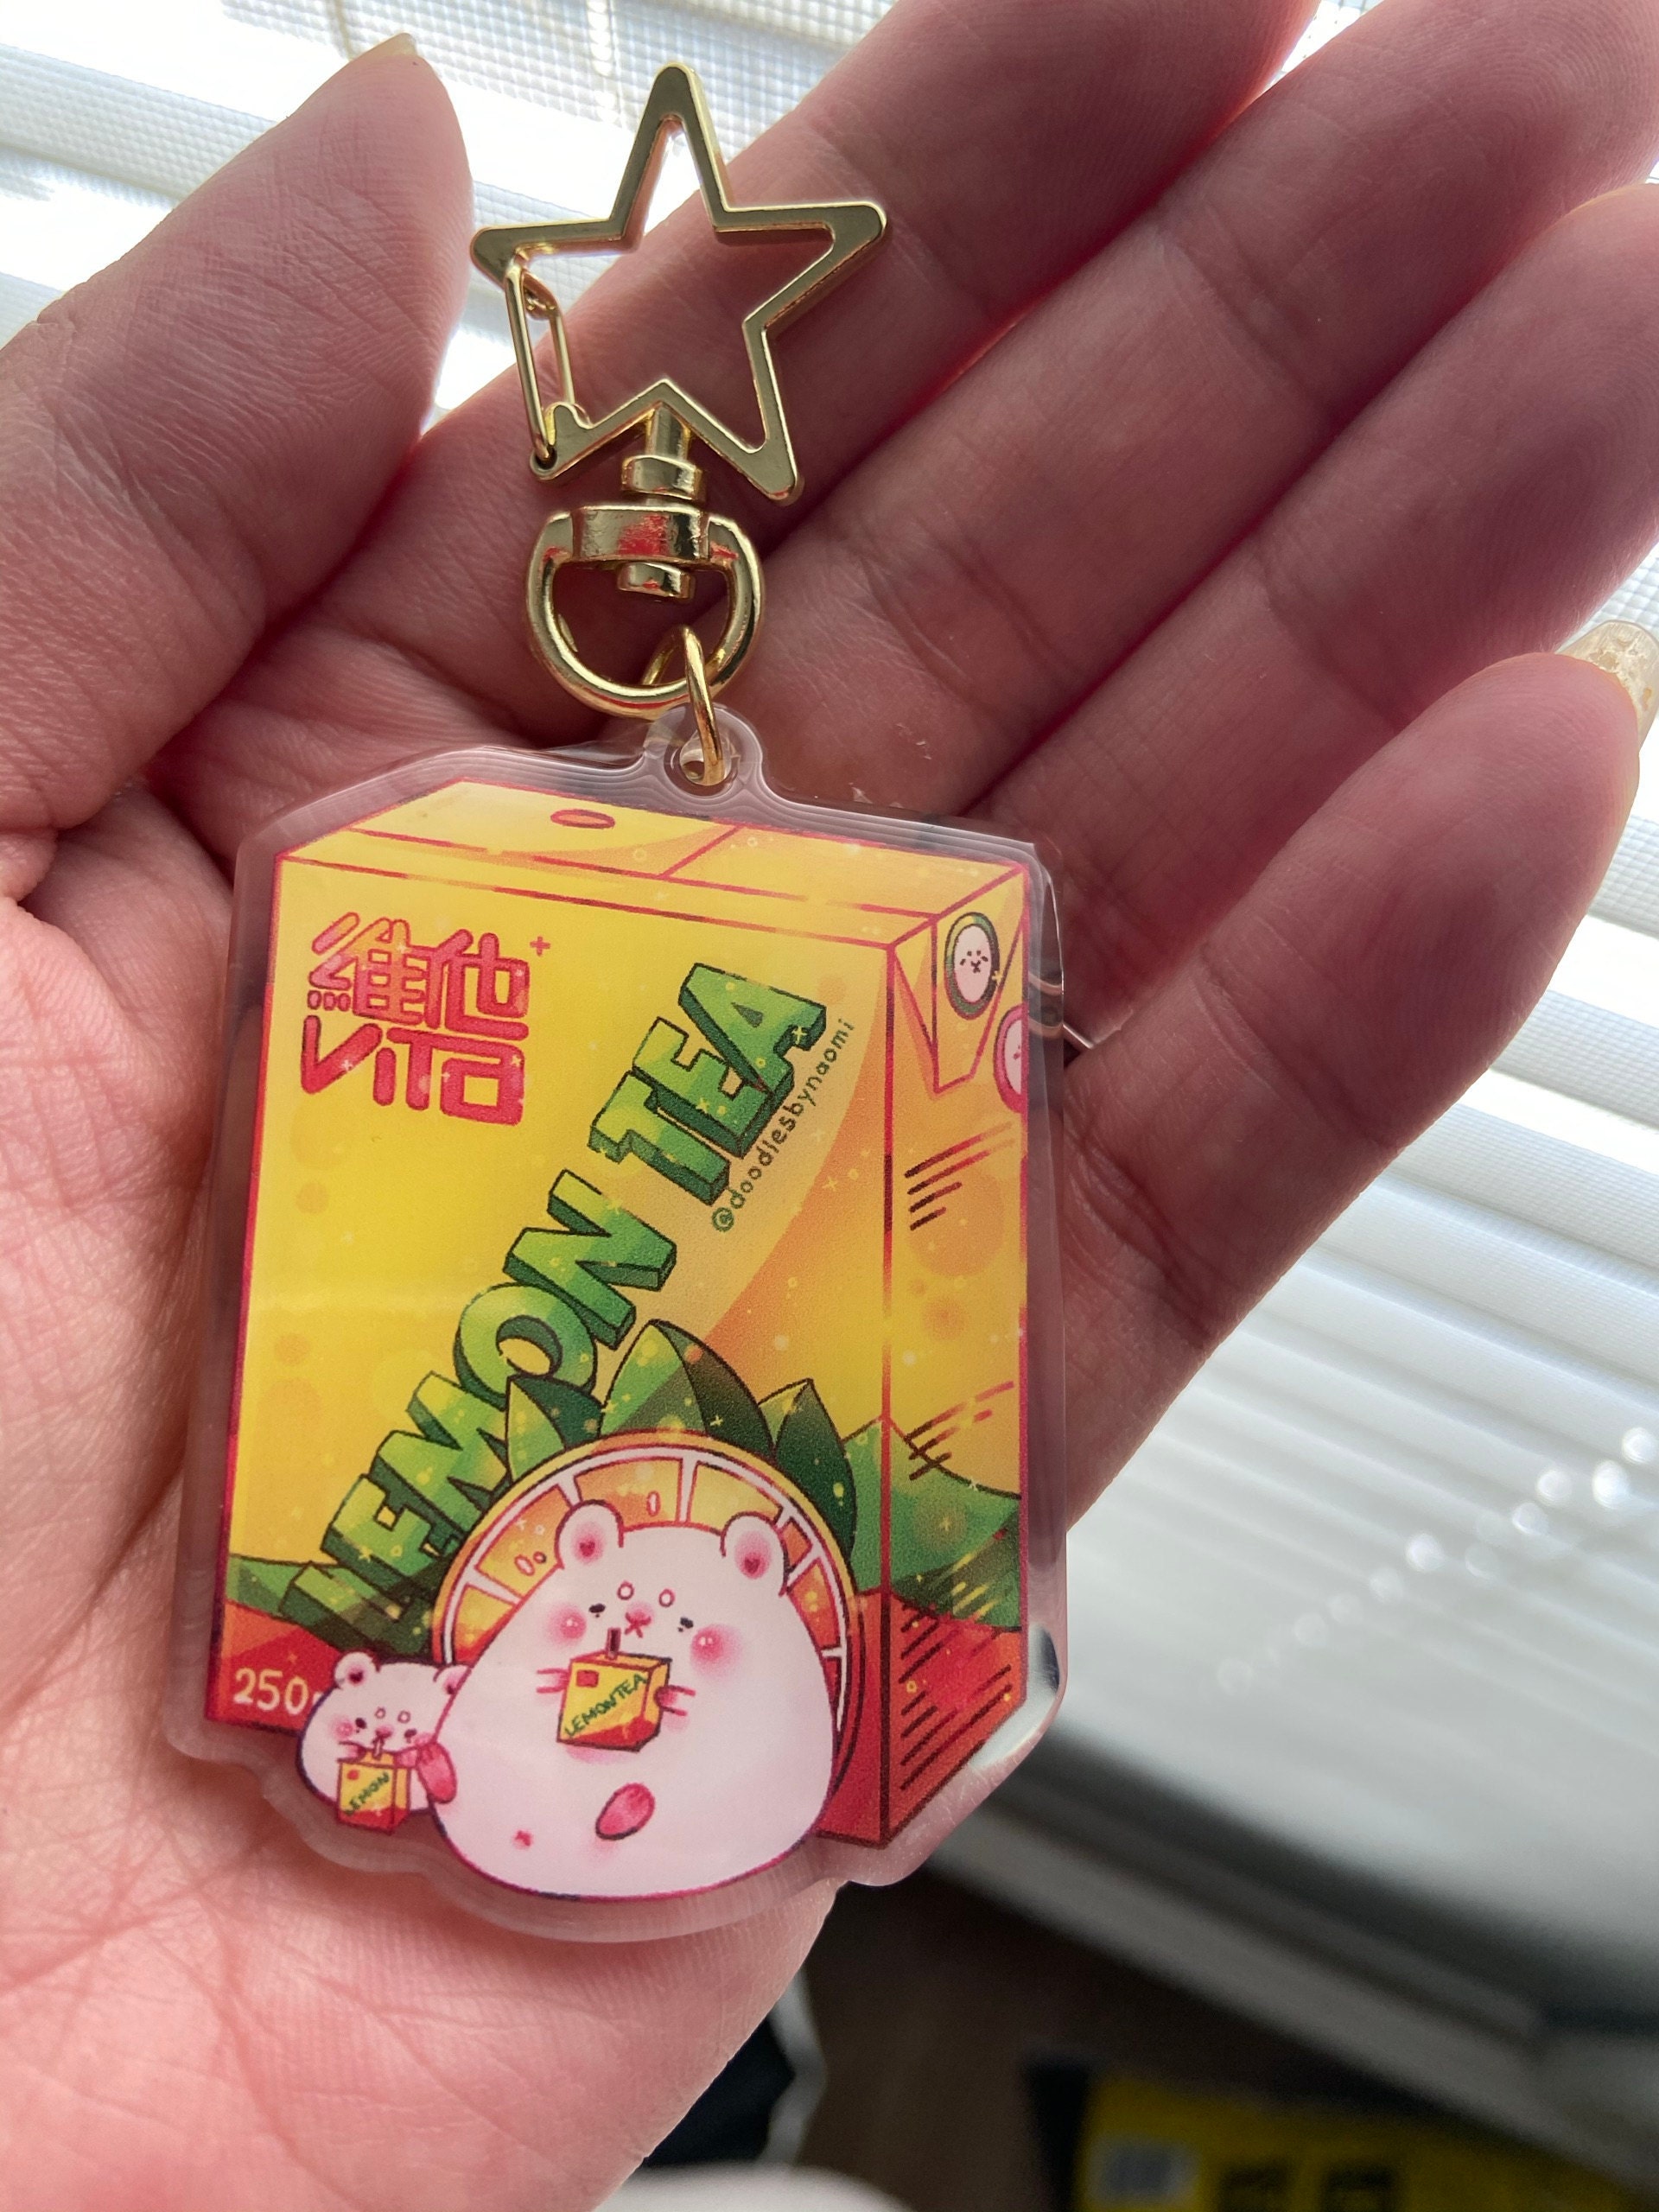 維他
VITA
LEMON TEA
@doodlesbynaomi
250
LEMONTEA
LEMON